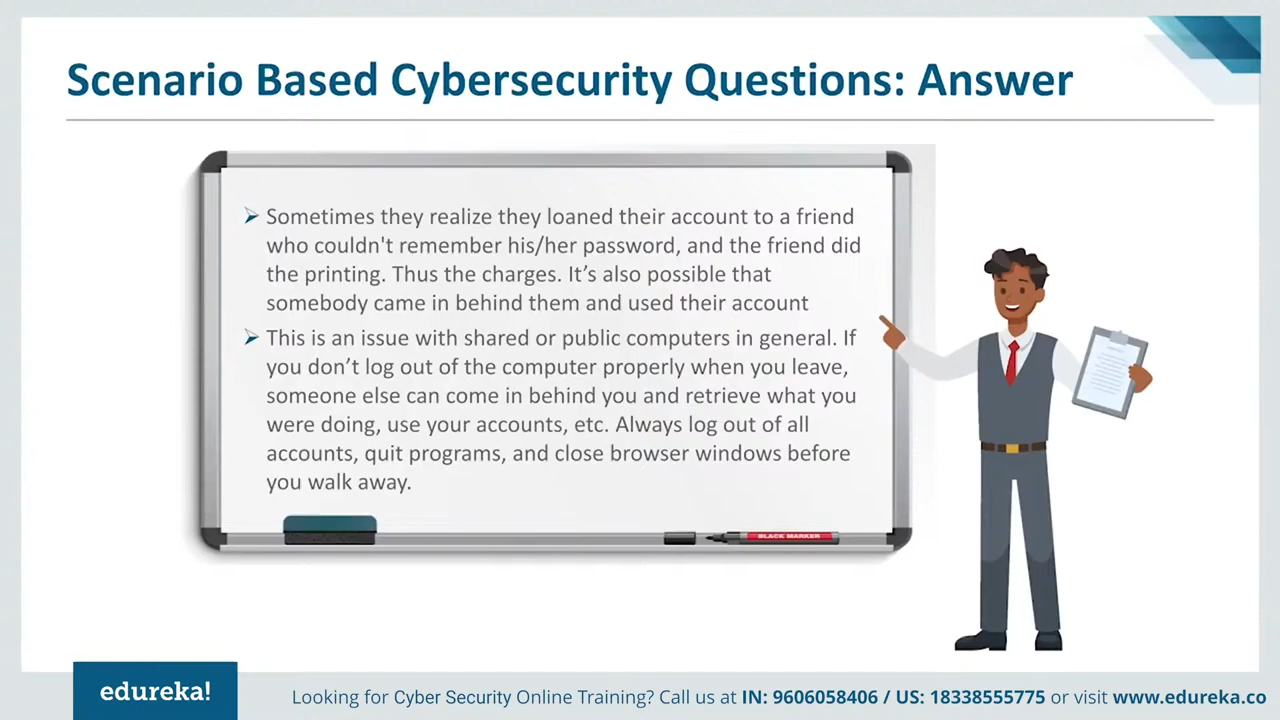 Scenario Based Cybersecurity Questions: Answer
Sometimes they realize they loaned their account to a friend
who couldn't remember his/her password, and the friend did
the printing. Thus the charges. It’s also possible that
somebody came in behind them and used their account
This is an issue with shared or public computers in general. If
you don’t log out of the computer properly when you leave,
someone else can come in behind you and retrieve what you
were doing, use your accounts, etc. Always log out of all
accounts, quit programs, and close browser windows before
you walk away.
BLACK MARKER
edureka!
Looking for Cyber Security Online Training? Call us at IN: 9606058406 / US: 18338555775 or visit www.edureka.co